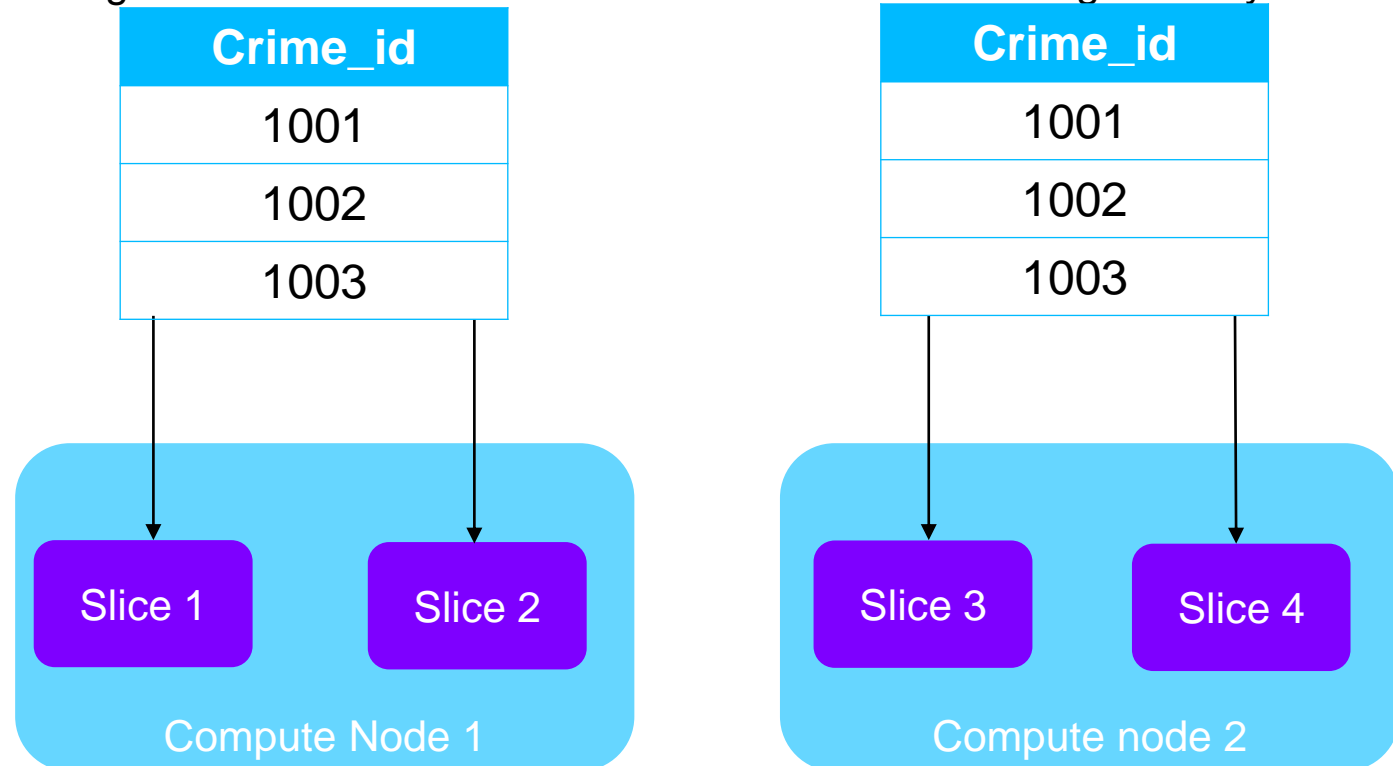 Crime_id
1001
1002
1003
Crime_id
1001
1002
1003
Slice 1
Slice 2
Compute Node 1
Slice 3
Slice 4
Compute node 2